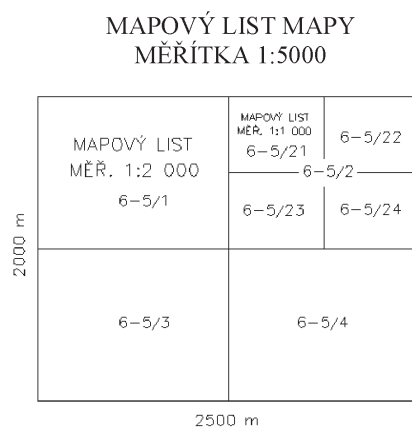 MAPOVÝ LIST MAPY
MĚŘÍTKA 1:5000
MAPOVÝ LIST
MĚŘ. 1:2 000
6-5/1
MAPOVÝ LIST
MĚŘ. 1:1 000
6-5/21
6-5/22
6-5/2
6-5/23
6-5/24
2000 m
6-5/3
6-5/4
2500 m